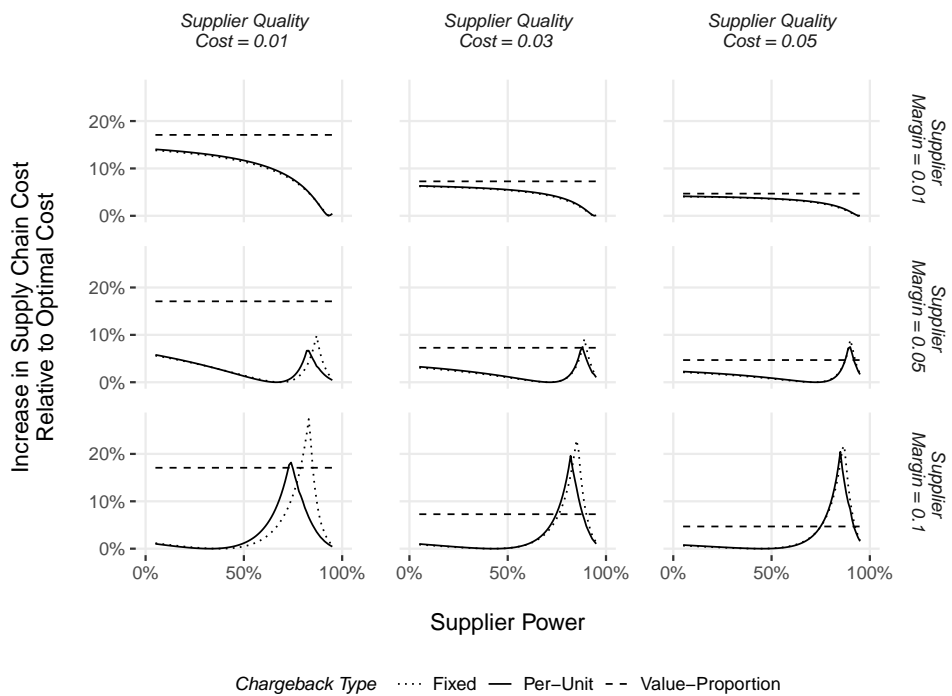 Supplier Quality
Cost = 0.01
Supplier Quality
Cost = 0.03
Supplier Quality
Cost = 0.05
Increase in Supply Chain Cost
Relative to Optimal Cost
20%
10%
0%
Supplier
Margin = 0.01
20%
10%
0%
Supplier
Margin = 0.05
20%
10%
0%
Supplier
Margin = 0.1
0% 50% 100% 0% 50% 100% 0% 50% 100%
Supplier Power
Chargeback Type Fixed Per−Unit Value−Proportion